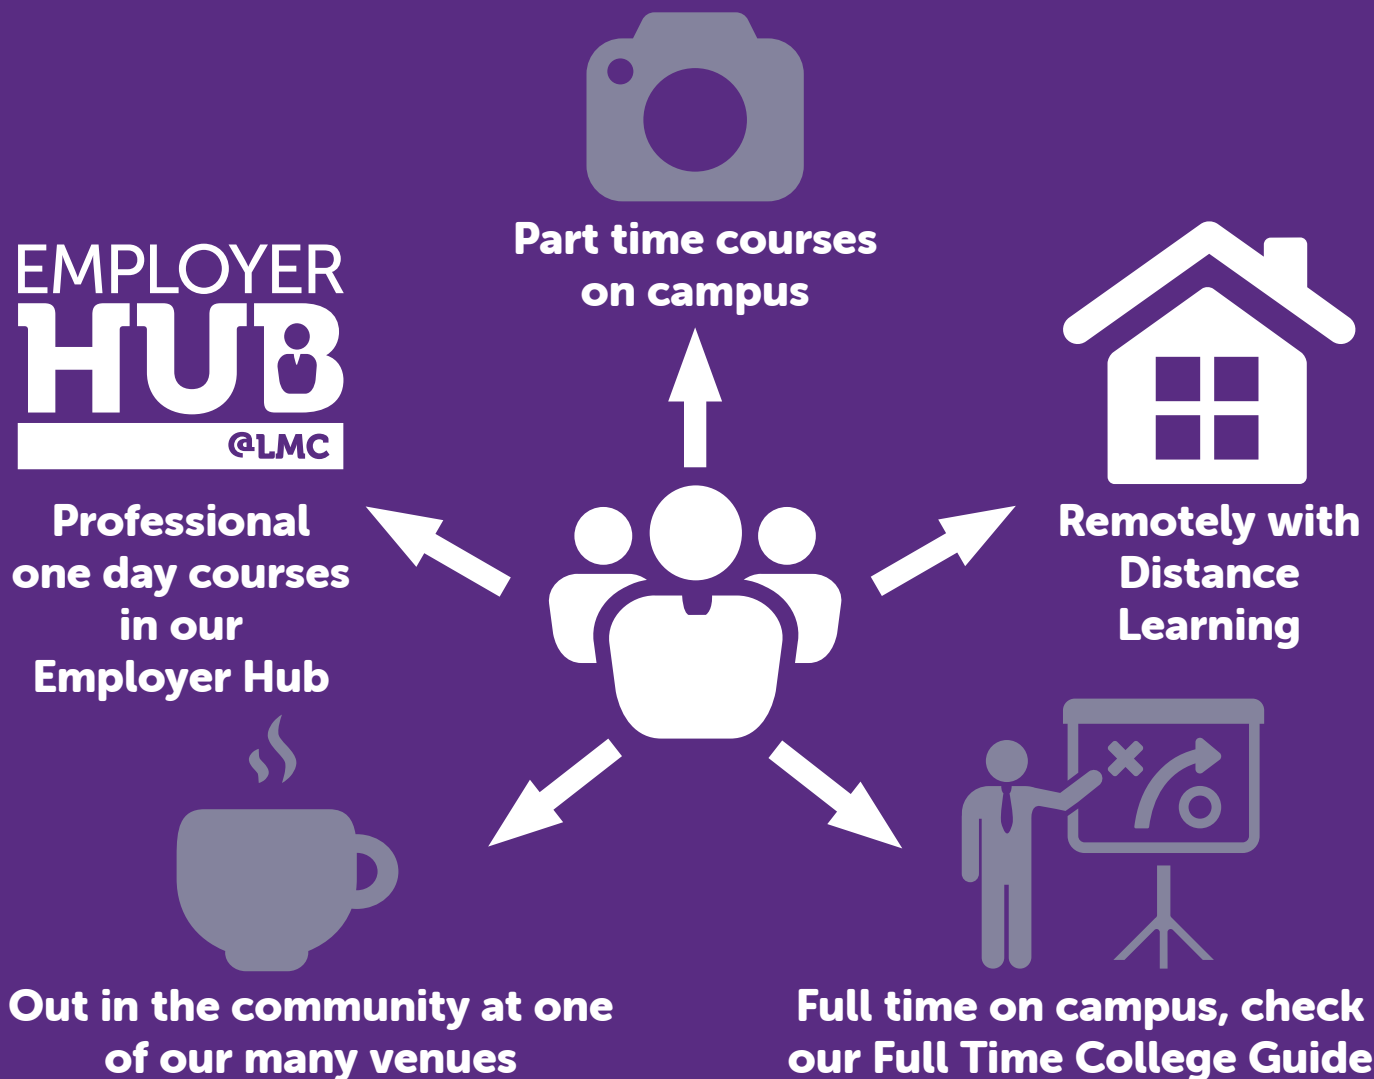 Part time courses
on campus
EMPLOYER
HUB
@LMC
Professional
one day courses
in our
Employer Hub
Remotely with
Distance
Learning
Out in the community at one
of our many venues
Full time on campus, check
our Full Time College Guide